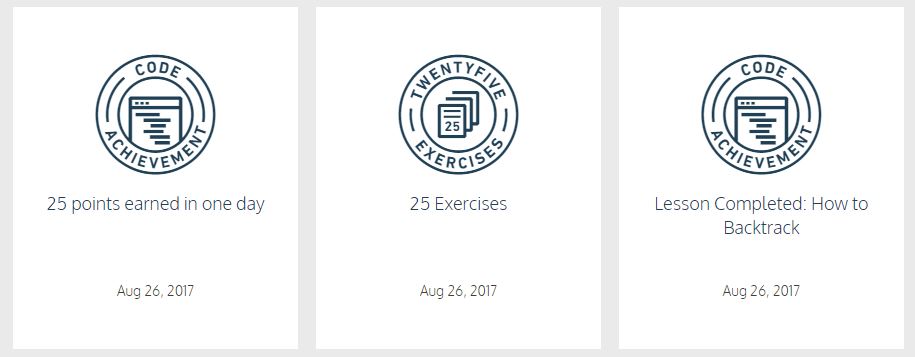 CODE
ACHIEVEMENT
25 points earned in one day
Aug 26, 2017
TWENTYFIVE
25
EXERCISES
25 Exercises
Aug 26, 2017
CODE
ACHIEVEMENT
Lesson Completed: How to
Backtrack
Aug 26, 2017